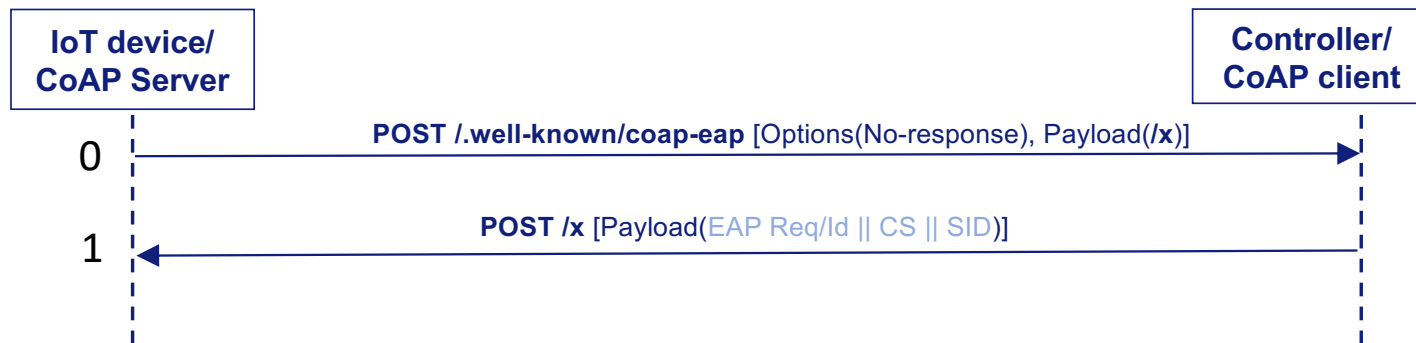 IoT device/
CoAP Server
Controller/
CoAP client
0
POST /.well-known/coap-eap [Options(No-response), Payload(/x)]
1
POST /x [Payload(EAP Req/Id || CS || SID)]